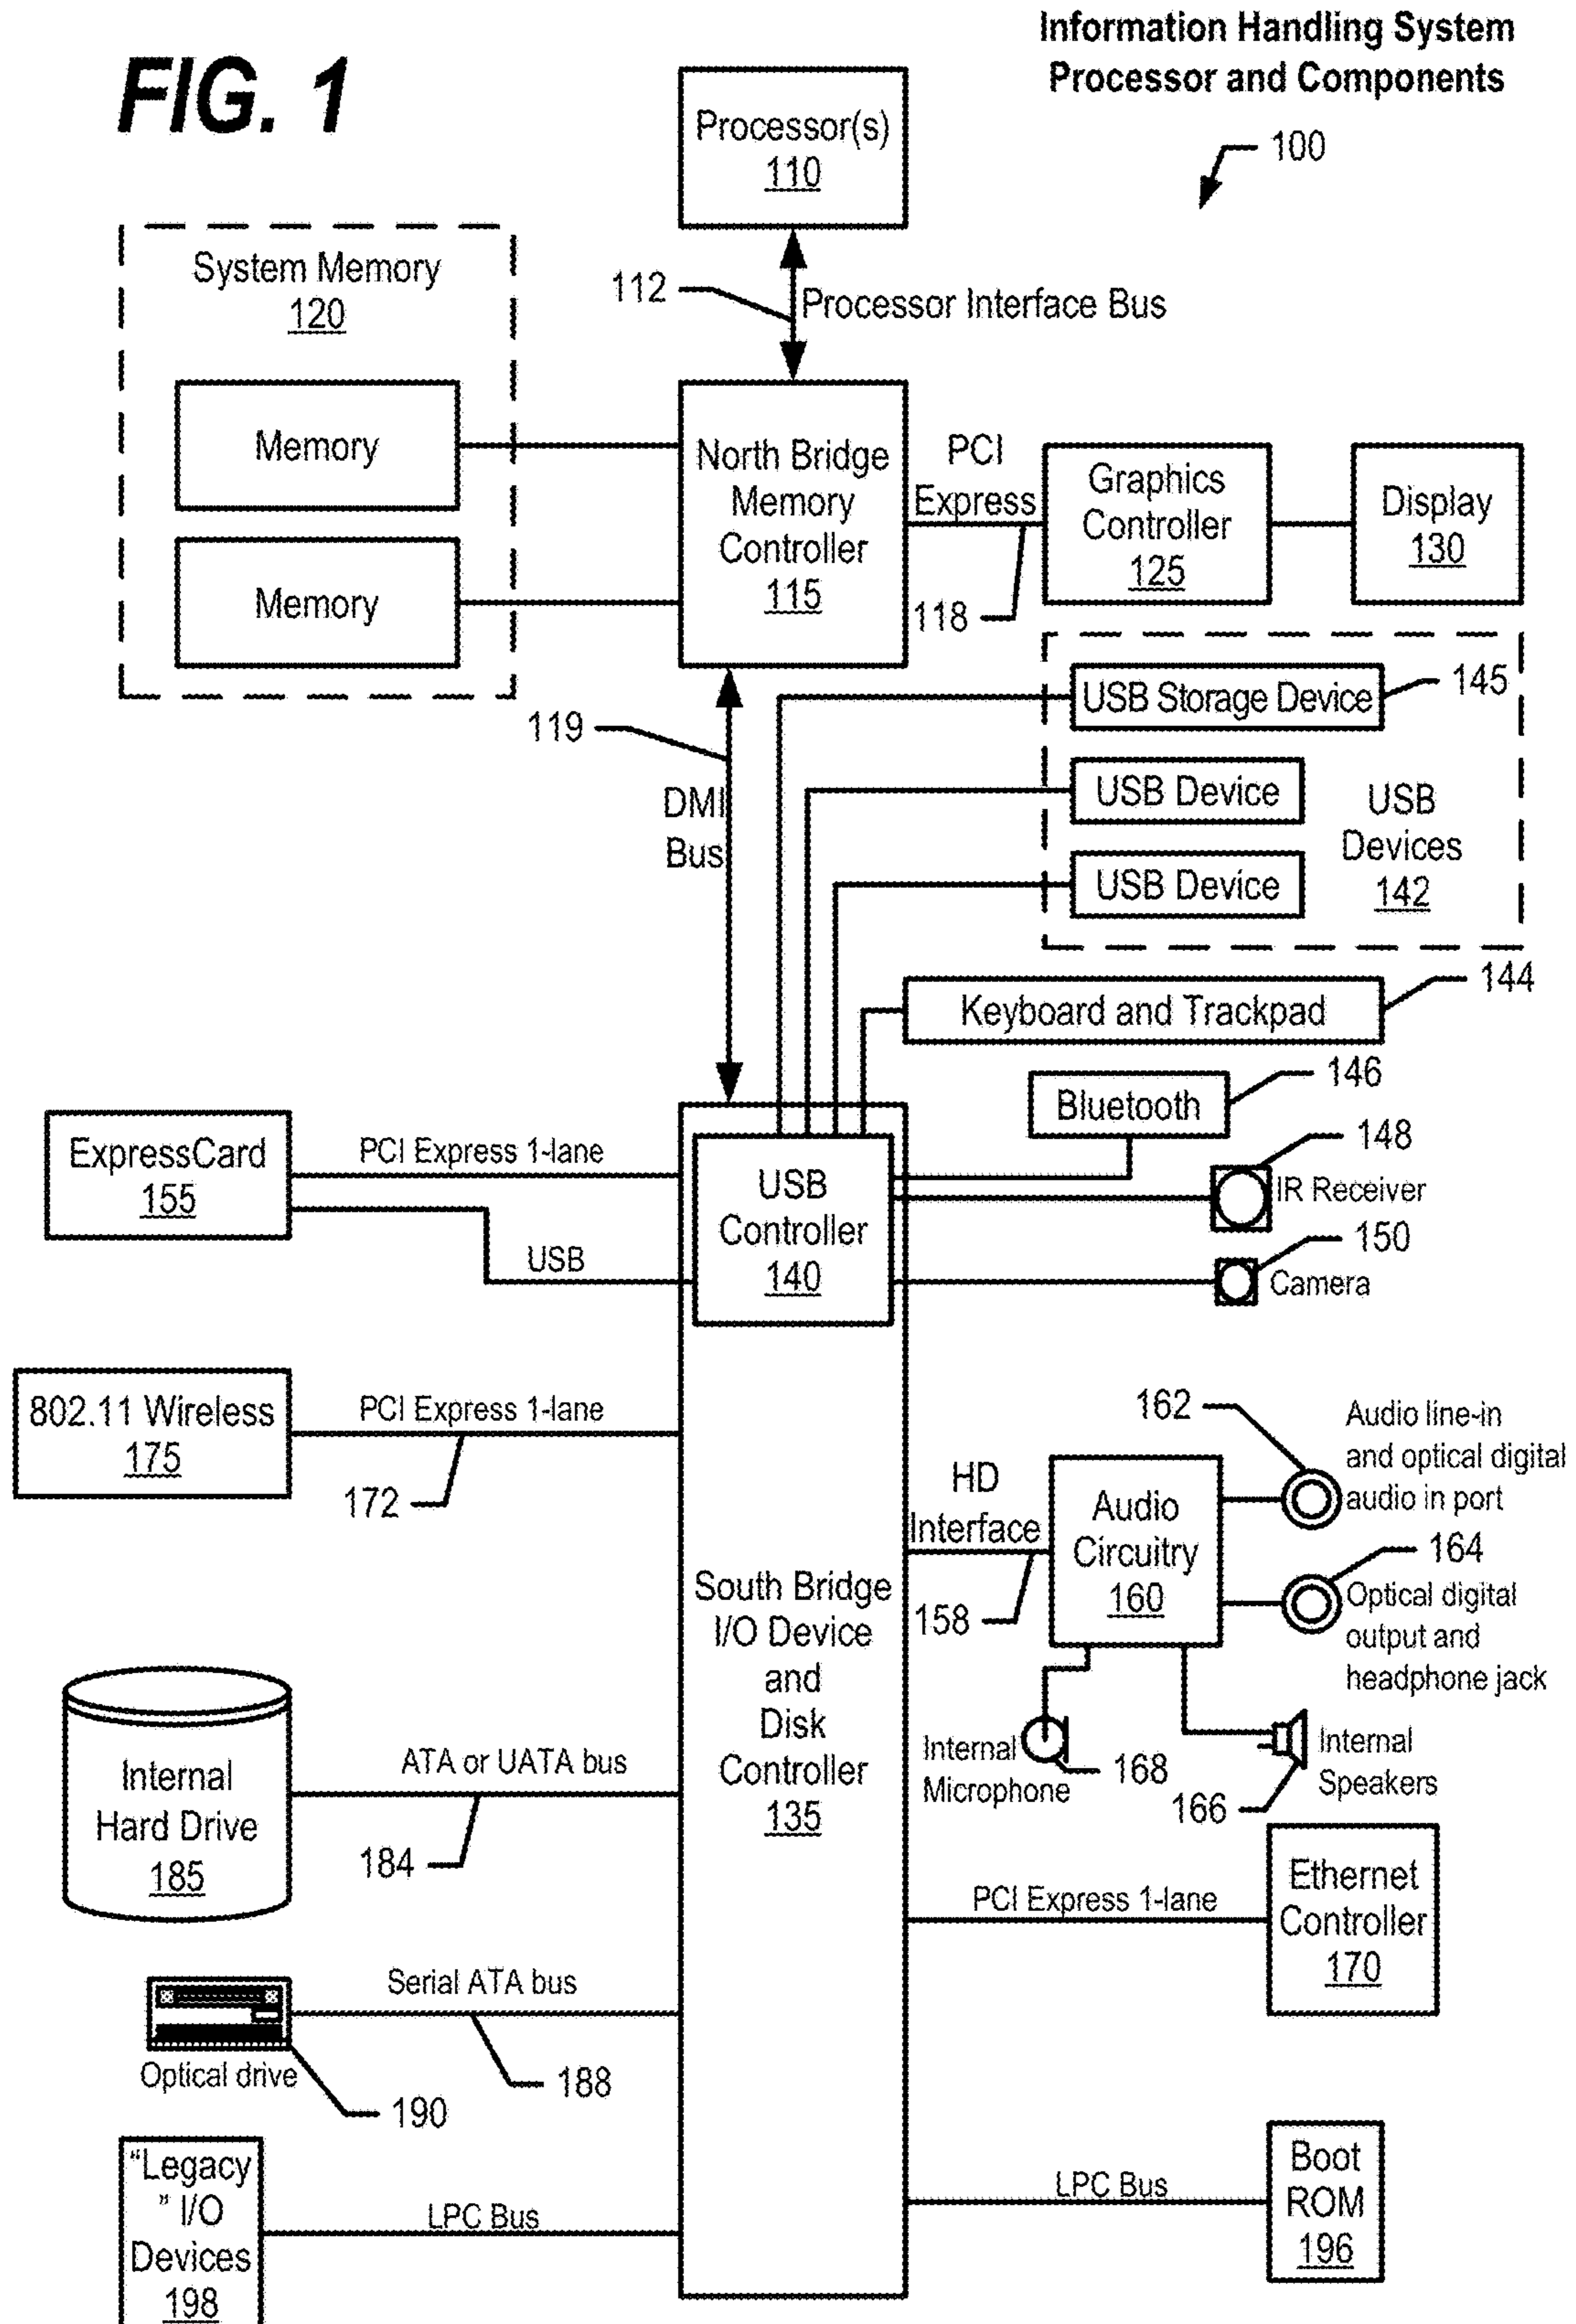 FIG. 1
Information Handling System
Processor and Components
100
Processor(s)
110
112
Processor Interface Bus
System Memory
120
Memory
Memory
North Bridge
Memory
Controller
115
PCI
Express
118
Graphics
Controller
125
Display
130
119
DMI
Bus
USB Storage Device
145
USB Device
USB Device
USB
Devices
142
Keyboard and Trackpad
144
Bluetooth
146
148
IR Receiver
150
Camera
ExpressCard
155
PCI Express 1-lane
USB
USB
Controller
140
802.11 Wireless
175
PCI Express 1-lane
172
South Bridge
I/O Device
and
Disk
Controller
135
HD
Interface
158
Audio
Circuitry
160
162
Audio line-in
and optical digital
audio in port
164
Optical digital
output and
headphone jack
Internal
Microphone
168
166
Internal
Speakers
Internal
Hard Drive
185
ATA or UATA bus
184
PCI Express 1-lane
Ethernet
Controller
170
Serial ATA bus
188
Optical drive
190
"Legacy
" I/O
Devices
198
LPC Bus
LPC Bus
Boot
ROM
196